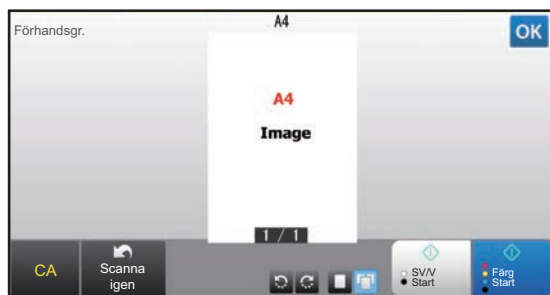 Förhandsgr.
A4
OK
A4
Image
1 / 1
CA
Scanna
igen
SV/V
Start
Färg
Start